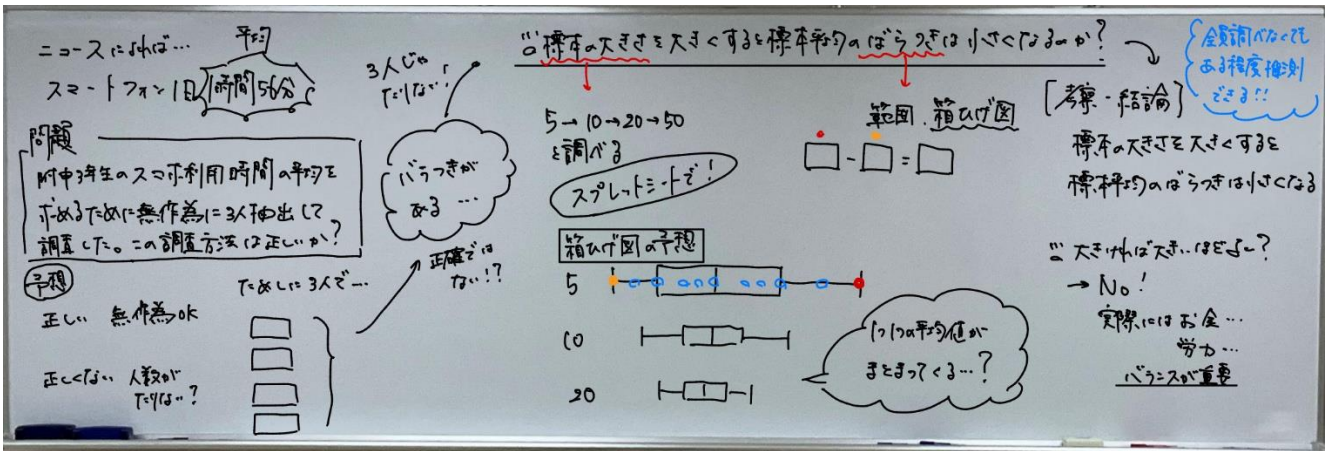 ニュースによれば…
平均
スマートフォン1日1時間56分
問題
附中3年生のスマホ利用時間の平均を
求めるために無作為に3人抽出して
調査した。この調査方法は正しいか?
予想
正しい 無作為OK
正しくない 人数が
たりない?
ためしに3人で…
3人じゃ
たりない!
バラつきが
ある…
正確では
ない!?
標本の大きさを大きくすると標本平均のばらつきは小さくなるのか?
5→10→20→50
を調べる
スプレッドシートで!
範囲、箱ひげ図
□-□=□
箱ひげ図の予想
5
10
20
1つ1つの平均値が
まとまってくる…?
全員調べなくても
ある程度推測
できる!!
[考察・結論]
標本の大きさを大きくすると
標本平均のばらつきは小さくなる
大きければ大きいほどよい?
→No!
実際にはお金…
労力…
バランスが重要